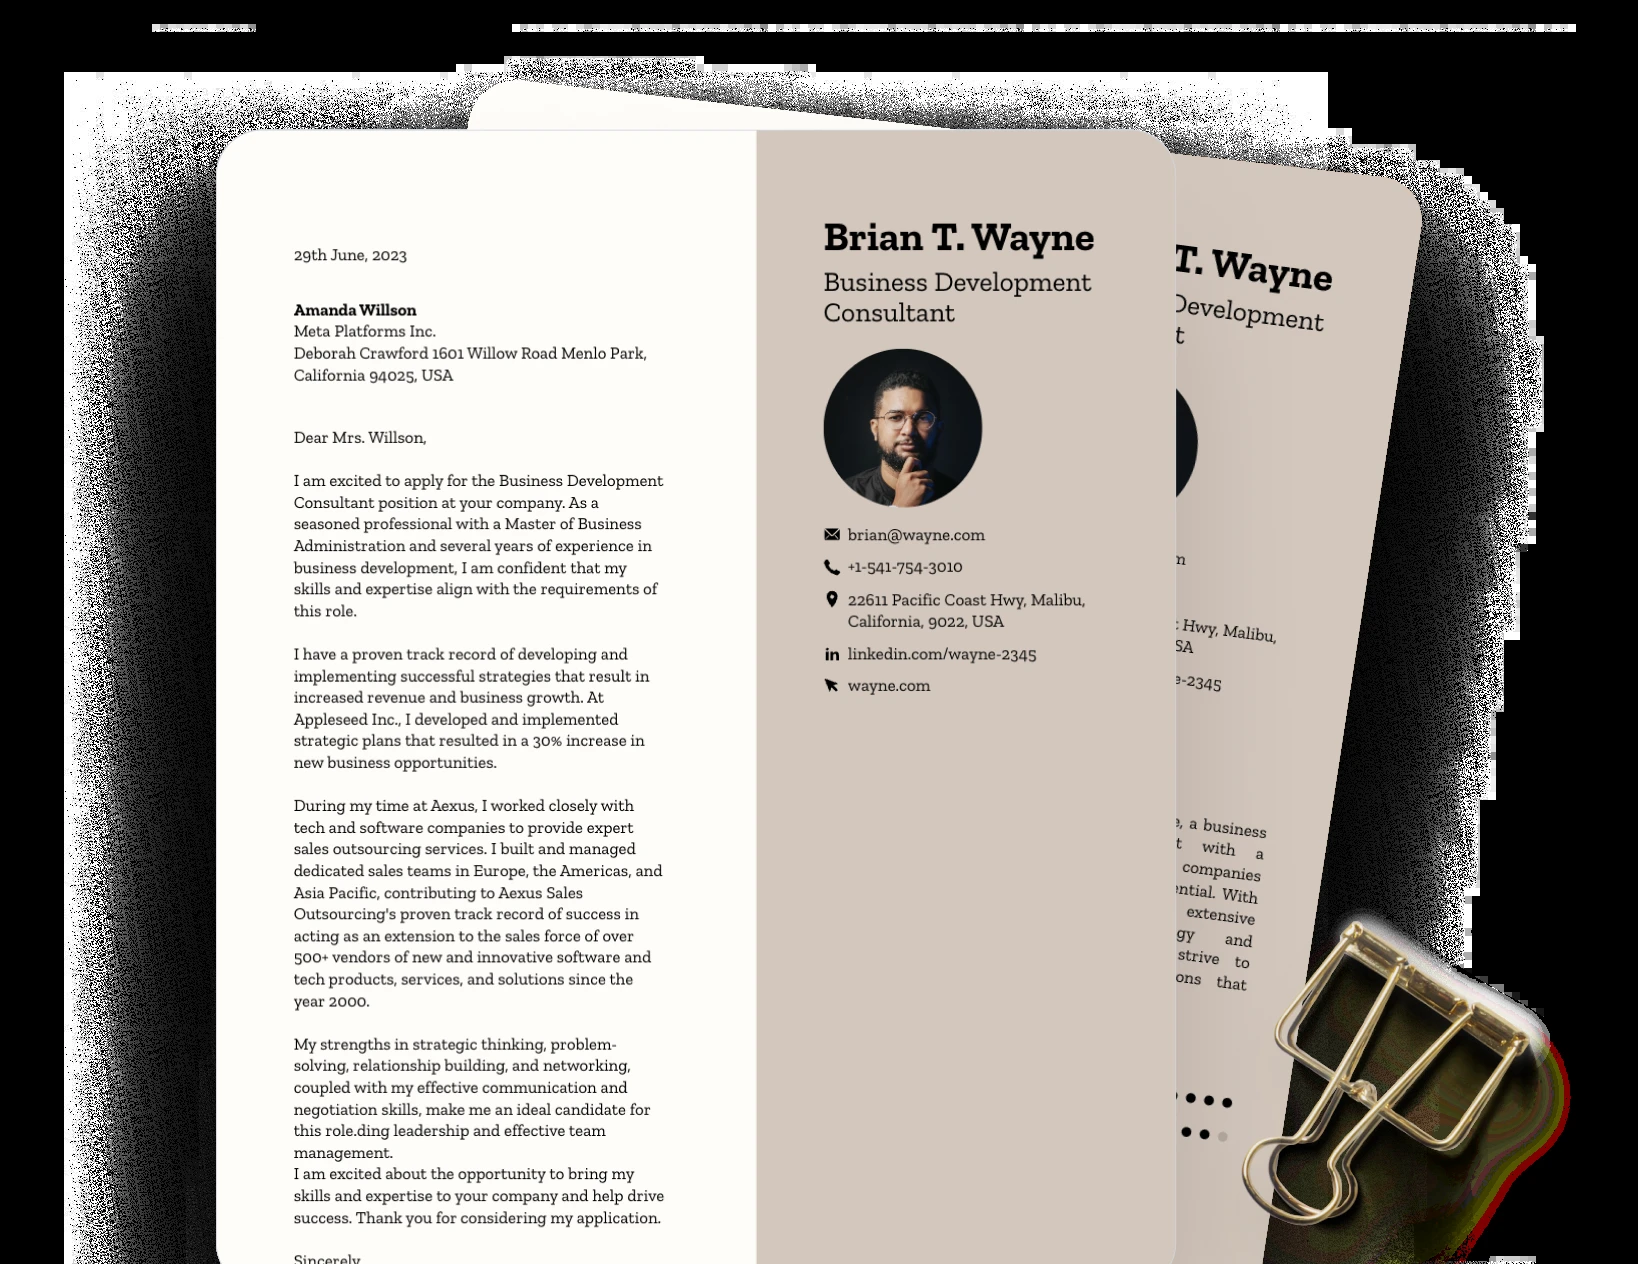 29th June, 2023
Amanda Willson
Meta Platforms Inc.
Deborah Crawford 1601 Willow Road Menlo Park,
California 94025, USA
Dear Mrs. Willson,
I am excited to apply for the Business Development
Consultant position at your company. As a
seasoned professional with a Master of Business
Administration and several years of experience in
business development, I am confident that my
skills and expertise align with the requirements of
this role.
I have a proven track record of developing and
implementing successful strategies that result in
increased revenue and business growth. At
Appleseed Inc., I developed and implemented
strategic plans that resulted in a 30% increase in
new business opportunities.
During my time at Aexus, I worked closely with
tech and software companies to provide expert
sales outsourcing services. I built and managed
dedicated sales teams in Europe, the Americas, and
Asia Pacific, contributing to Aexus Sales
Outsourcing's proven track record of success in
acting as an extension to the sales force of over
500+ vendors of new and innovative software and
tech products, services, and solutions since the
year 2000.
My strengths in strategic thinking, problem-
solving, relationship building, and networking,
coupled with my effective communication and
negotiation skills, make me an ideal candidate for
this role.ding leadership and effective team
management.
I am excited about the opportunity to bring my
skills and expertise to your company and help drive
success. Thank you for considering my application.
Sincerely
Brian T. Wayne
Business Development
Consultant
brian@wayne.com
+1-541-754-3010
22611 Pacific Coast Hwy, Malibu,
California, 9022, USA
in linkedin.com/wayne-2345
wayne.com
T. Wayne
Development
t
m
Hwy, Malibu,
SA
e-2345
e, a business
t with a
companies
ential. With
extensive
gy and
strive to
ons that